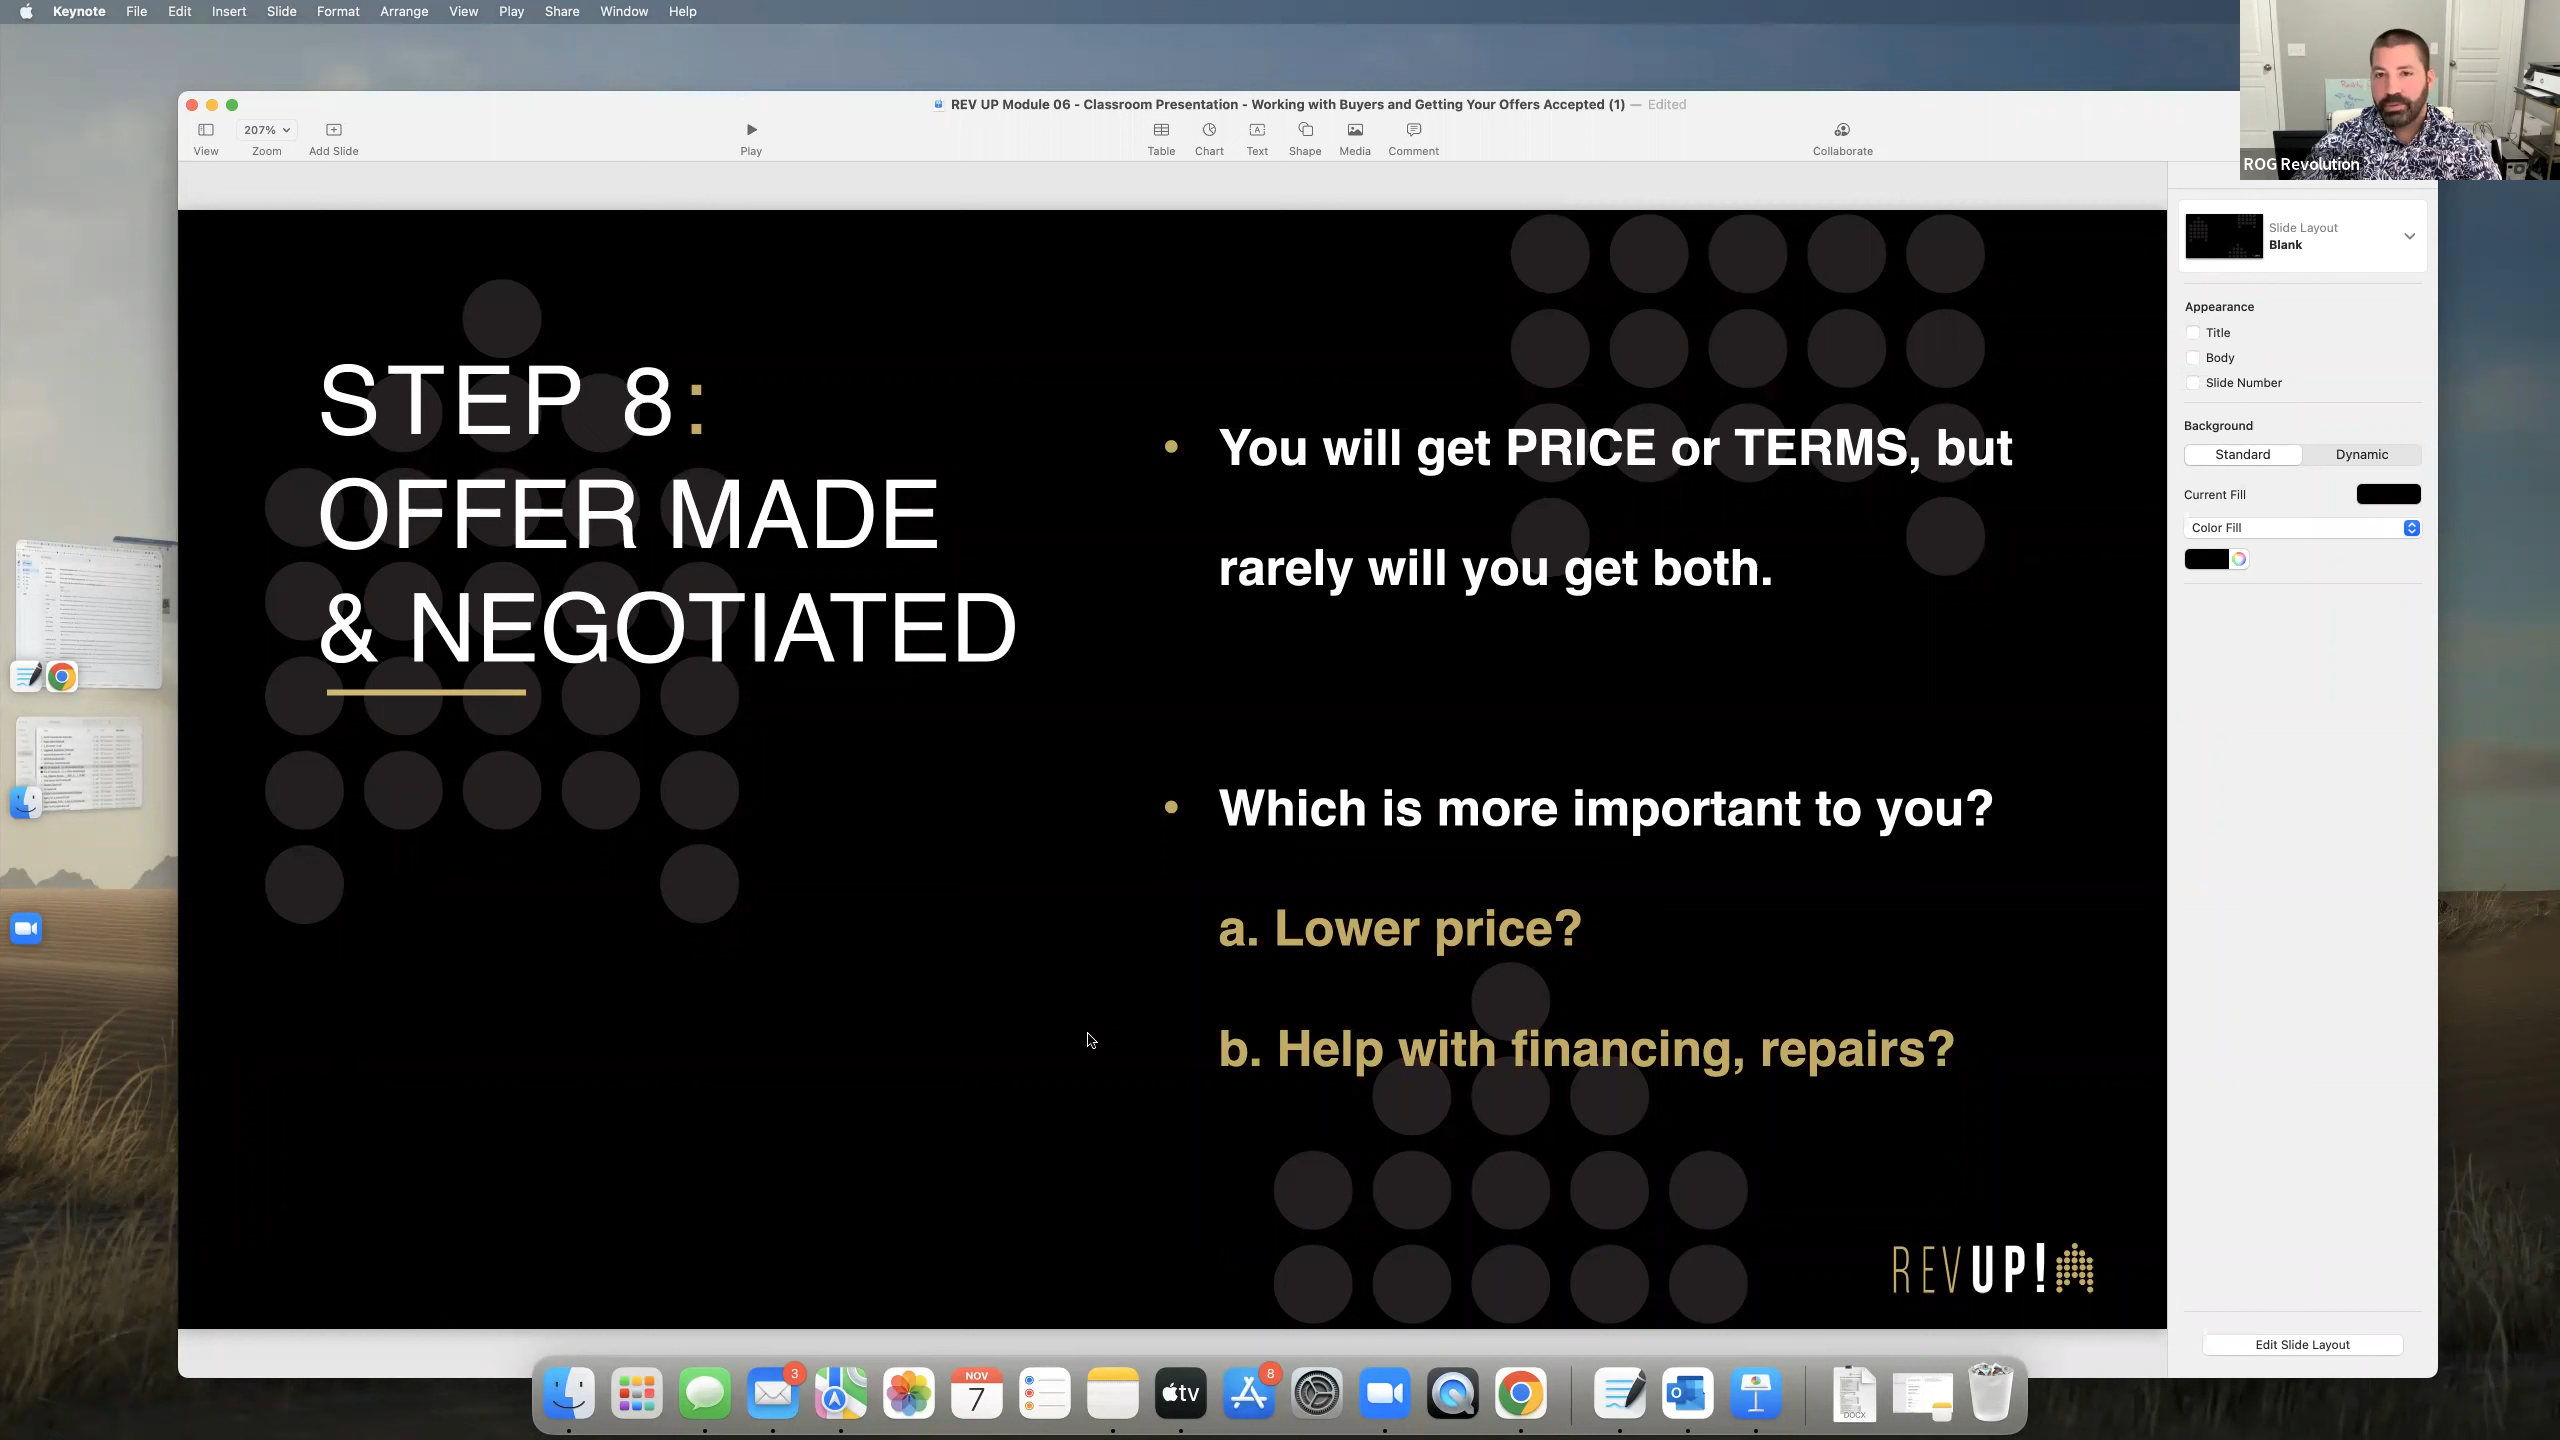 Keynote File Edit Insert Slide Format Arrange View Play Share Window Help
ROG Revolution
REV UP Module 06 - Classroom Presentation - Working with Buyers and Getting Your Offers Accepted (1) — Edited
207%
View Zoom Add Slide Play Table Chart Text Shape Media Comment Collaborate
STEP 8:
OFFER MADE
& NEGOTIATED
• You will get PRICE or TERMS, but
rarely will you get both.
• Which is more important to you?
a. Lower price?
b. Help with financing, repairs?
REVUP!
Slide Layout
Blank
Appearance
Title
Body
Slide Number
Background
Standard Dynamic
Current Fill
Color Fill
Edit Slide Layout
3
NOV
7
tv
8
DOCX